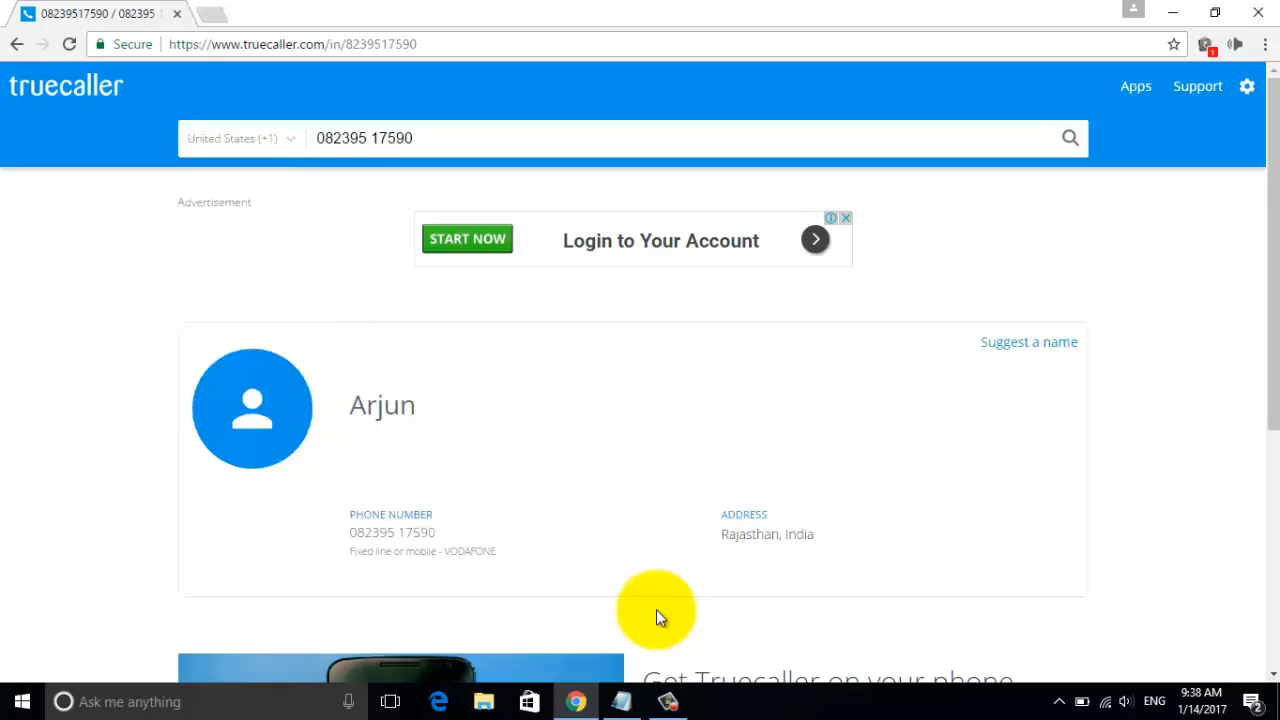 08239517590 / 082395
Secure
https://www.truecaller.com/in/8239517590
1
truecaller
Apps
Support
United States (+1)
082395 17590
Advertisement
START NOW
Login to Your Account
Suggest a name
Arjun
PHONE NUMBER
082395 17590
Fixed line or mobile - VODAFONE
ADDRESS
Rajasthan, India
Get Truecaller on your phone
Ask me anything
ENG
9:38 AM
1/14/2017
2